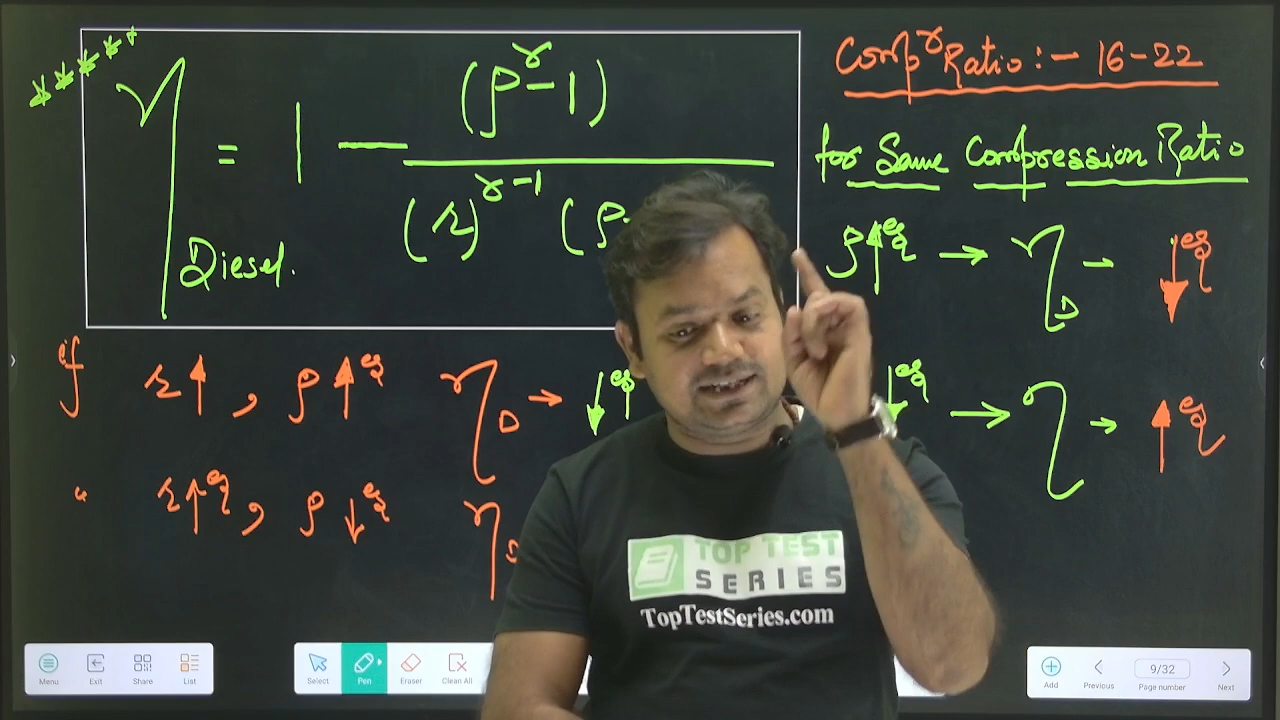 η Diesel. = 1 — (ρ^γ - 1)
(r)^γ-1 (ρ-
Comp^r Ratio :- 16-22
for Same Compression Ratio
ρ↑ → η D → ↓
→ η → ↑
if r↑, ρ↑ η D → ↓
" r↑, ρ↓ η D
TOP TEST
SERIES
TopTestSeries.com
Menu
Exit
Share
List
Select
Pen
Eraser
Clean All
Add
Previous
9/32
Page number
Next